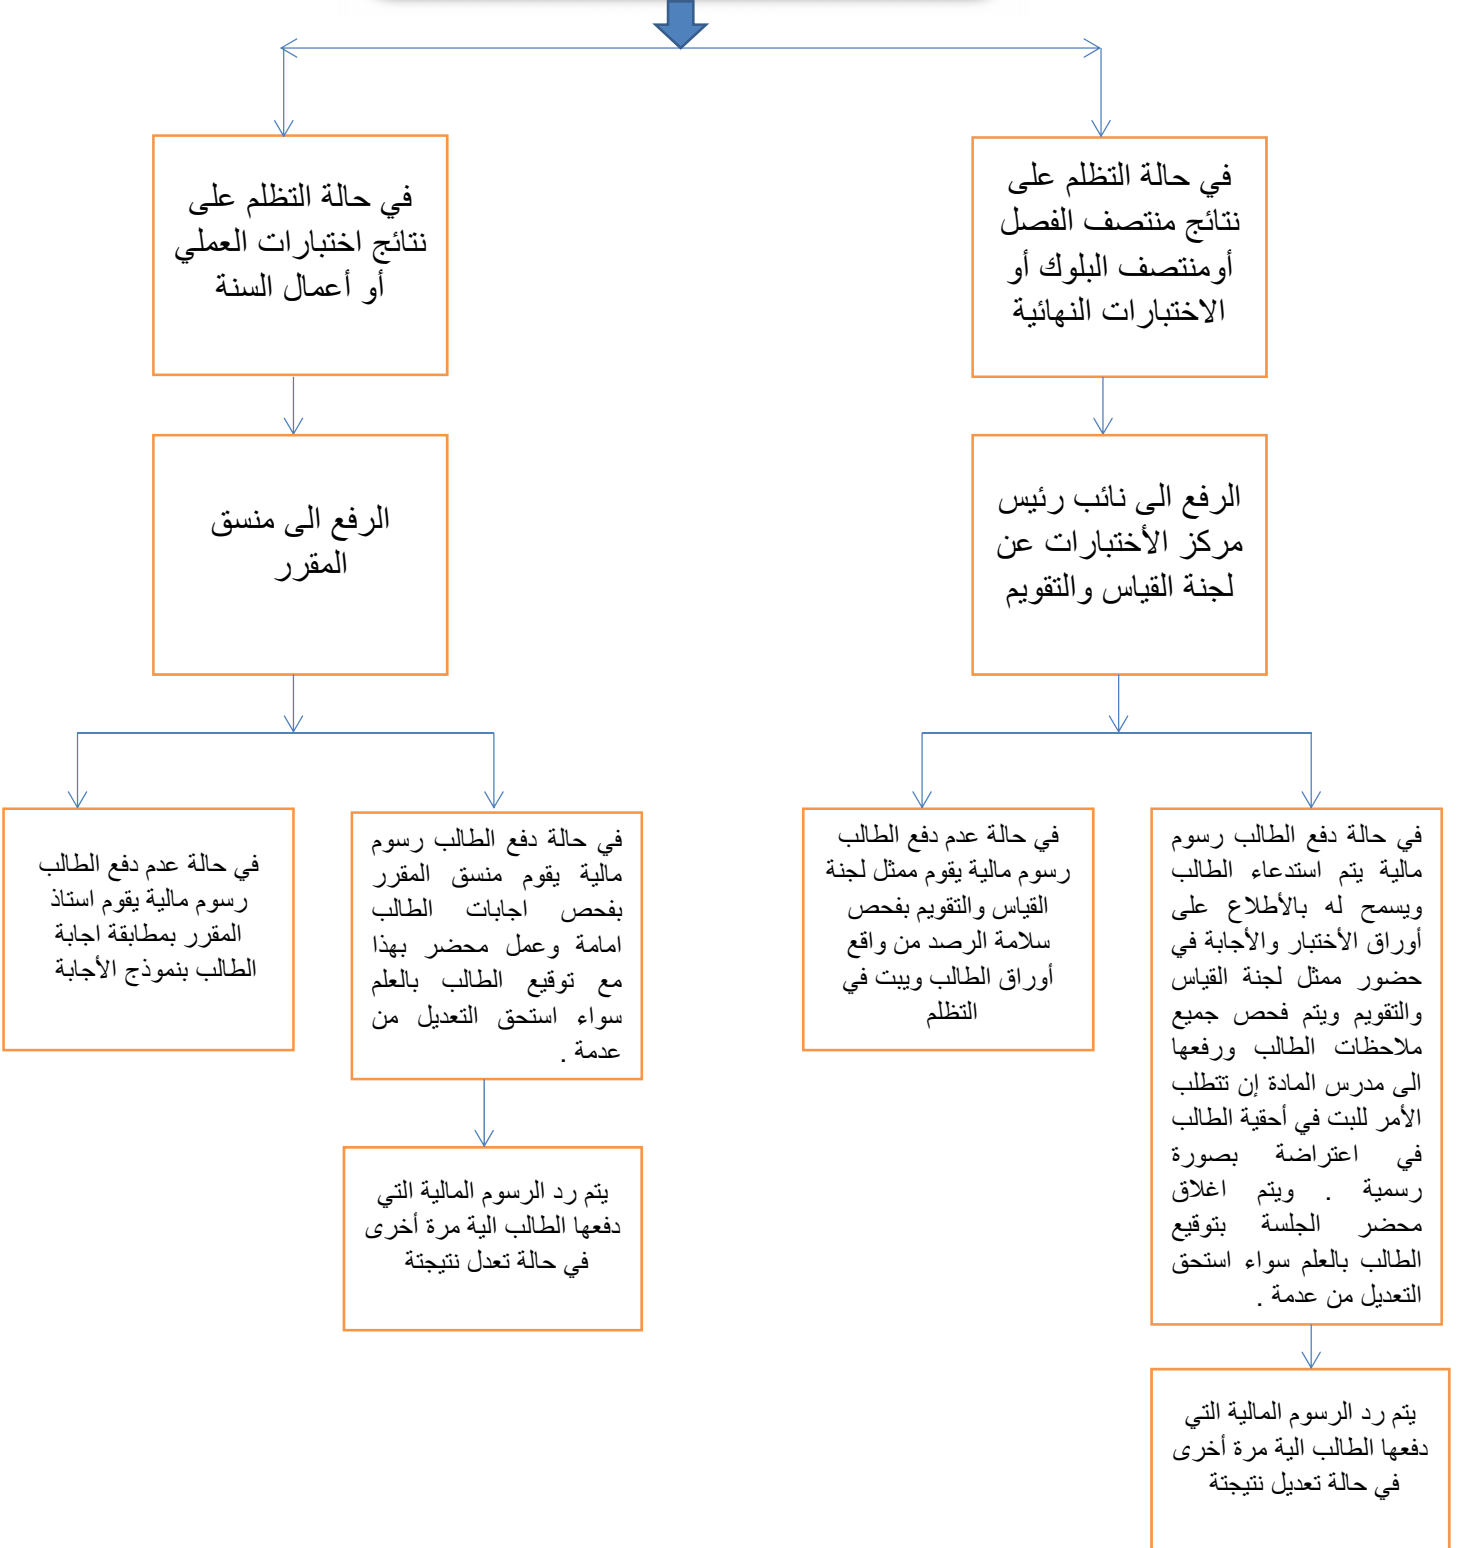 في حالة التظلم على
نتائج منتصف الفصل
أومنتصف البلوك أو
الاختبارات النهائية
في حالة التظلم على
نتائج اختبارات العملي
أو أعمال السنة
الرفع الى نائب رئيس
مركز الأختبارات عن
لجنة القياس والتقويم
الرفع الى منسق
المقرر
في حالة دفع الطالب رسوم
مالية يتم استدعاء الطالب
ويسمح له بالأطلاع على
أوراق الأختبار والأجابة في
حضور ممثل لجنة القياس
والتقويم ويتم فحص جميع
ملاحظات الطالب ورفعها
الى مدرس المادة إن تتطلب
الأمر للبت في أحقية الطالب
في اعتراضة بصورة
رسمية . ويتم اغلاق
محضر الجلسة بتوقيع
الطالب بالعلم سواء استحق
التعديل من عدمة .
في حالة عدم دفع الطالب
رسوم مالية يقوم ممثل لجنة
القياس والتقويم بفحص
سلامة الرصد من واقع
أوراق الطالب ويبت في
التظلم
في حالة دفع الطالب رسوم
مالية يقوم منسق المقرر
بفحص اجابات الطالب
امامة وعمل محضر بهذا
مع توقيع الطالب بالعلم
سواء استحق التعديل من
عدمة .
في حالة عدم دفع الطالب
رسوم مالية يقوم استاذ
المقرر بمطابقة اجابة
الطالب بنموذج الأجابة
يتم رد الرسوم المالية التي
دفعها الطالب الية مرة أخرى
في حالة تعدل نتيجتة
يتم رد الرسوم المالية التي
دفعها الطالب الية مرة أخرى
في حالة تعديل نتيجتة